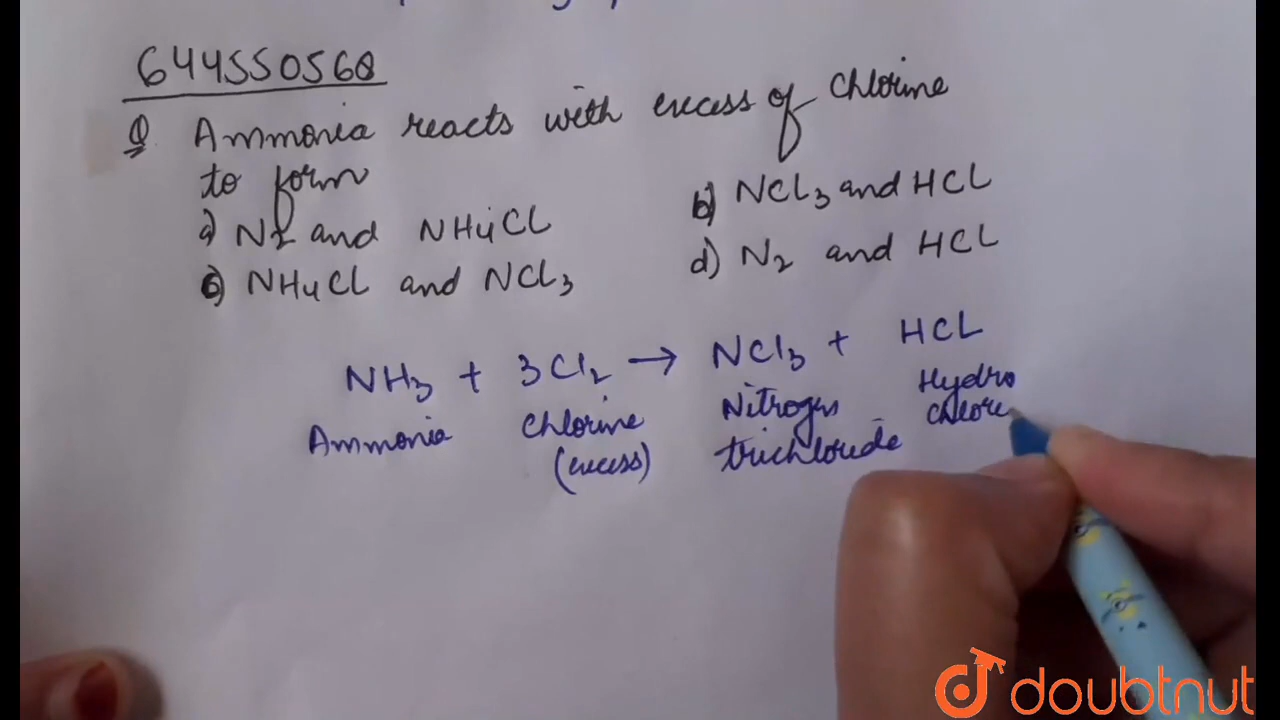 644550568
Q Ammonia reacts with excess of Chlorine
to form
a) N2 and NH4Cl
b) NCl3 and HCl
c) NH4Cl and NCl3
d) N2 and HCl
NH3 + 3Cl2 → NCl3 + HCl
Ammonia Chlorine Nitrogen Hydro
(excess) trichloride Chlor
doubtnut